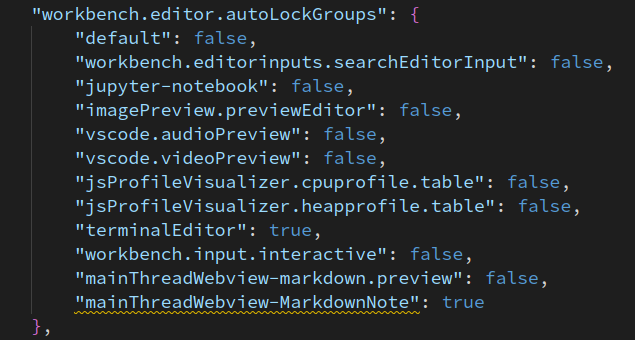 "workbench.editor.autoLockGroups": {
"default": false,
"workbench.editorinputs.searchEditorInput": false,
"jupyter-notebook": false,
"imagePreview.previewEditor": false,
"vscode.audioPreview": false,
"vscode.videoPreview": false,
"jsProfileVisualizer.cpuprofile.table": false,
"jsProfileVisualizer.heapprofile.table": false,
"terminalEditor": true,
"workbench.input.interactive": false,
"mainThreadWebview-markdown.preview": false,
"mainThreadWebview-MarkdownNote": true
},